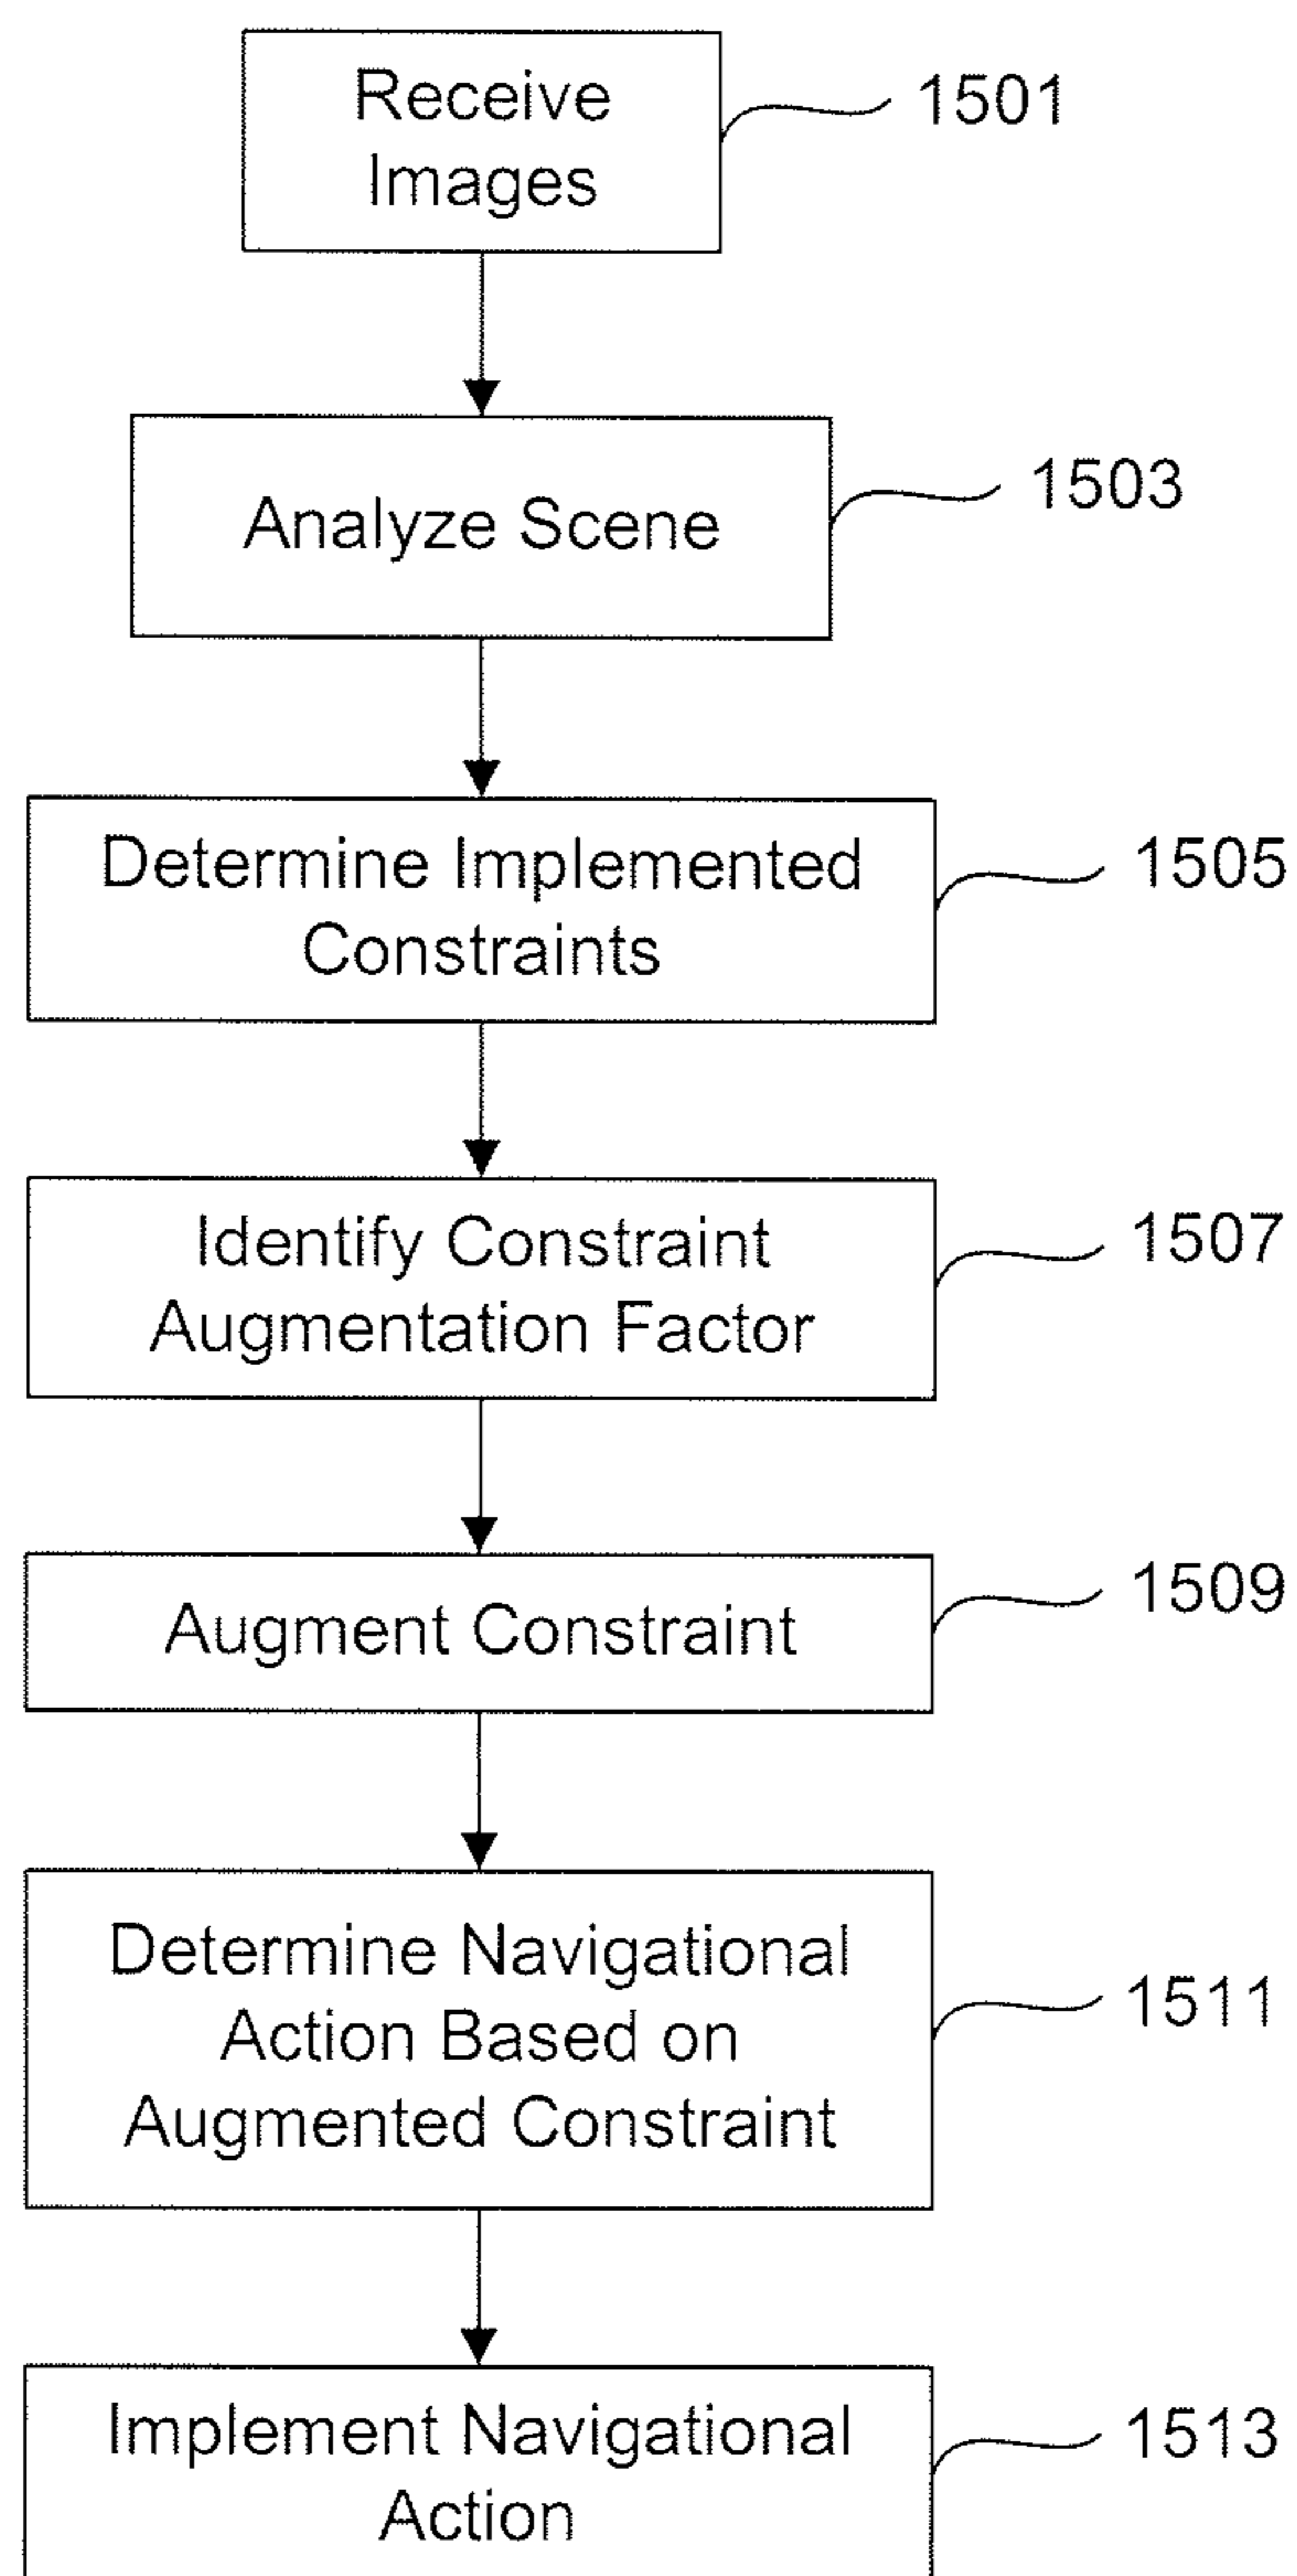 Receive
Images
1501
Analyze Scene
1503
Determine Implemented
Constraints
1505
Identify Constraint
Augmentation Factor
1507
Augment Constraint
1509
Determine Navigational
Action Based on
Augmented Constraint
1511
Implement Navigational
Action
1513